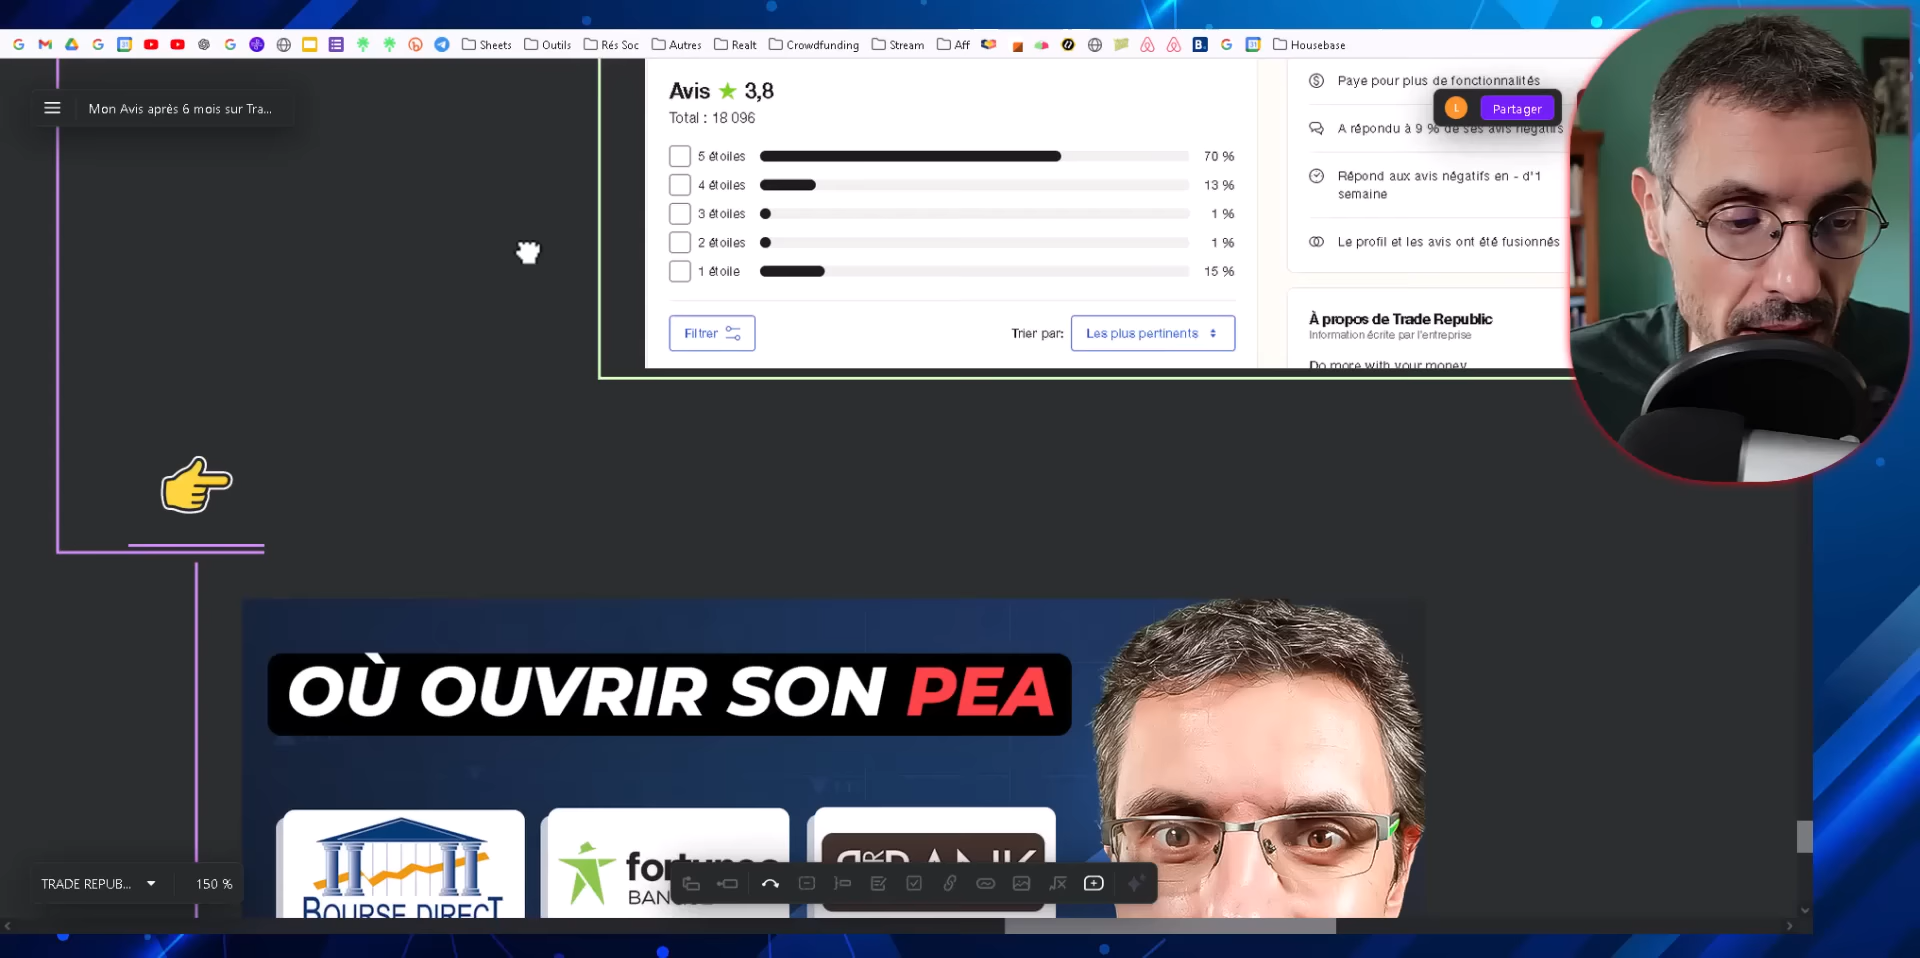 Sheets
Outils
Rés Soc
Autres
Realt
Crowdfunding
Stream
Aff
B.
Housebase
Mon Avis après 6 mois sur Tra...
Avis ★ 3,8
Total : 18 096
5 étoiles 70 %
4 étoiles 13 %
3 étoiles 1 %
2 étoiles 1 %
1 étoile 15 %
Filtrer
Trier par: Les plus pertinents
Paye pour plus de fonctionnalités
L
Partager
A répondu à 9 % de ses avis négatifs
Répond aux avis négatifs en - d'1
semaine
Le profil et les avis ont été fusionnés
À propos de Trade Republic
Information écrite par l'entreprise
Do more with your money
OÙ OUVRIR SON PEA
BOURSE DIRECT
TRADE REPUB...
150 %